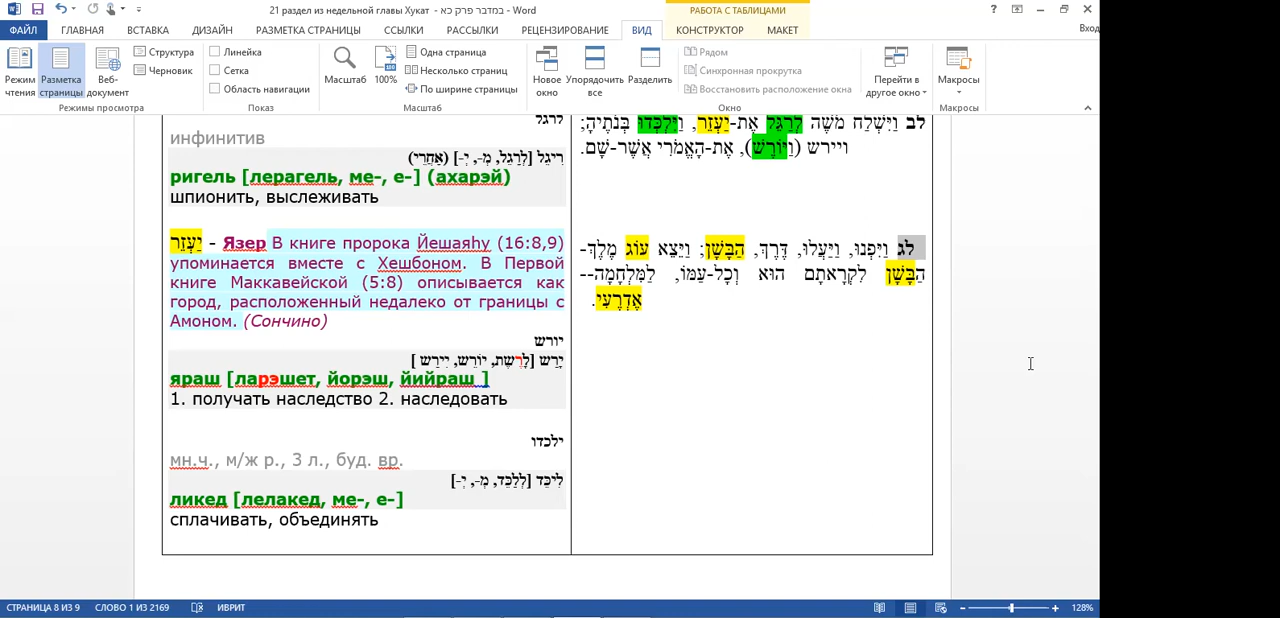 21 раздел из недельной главы Хукат - במדבר פרק כא - Word
РАБОТА С ТАБЛИЦАМИ
ФАЙЛ ГЛАВНАЯ ВСТАВКА ДИЗАЙН РАЗМЕТКА СТРАНИЦЫ ССЫЛКИ РАССЫЛКИ РЕЦЕНЗИРОВАНИЕ ВИД КОНСТРУКТОР МАКЕТ Вход
Режим чтения
Разметка страницы
Веб-документ
Структура
Черновик
Режимы просмотра
Линейка
Сетка
Область навигации
Показ
Масштаб
100%
Одна страница
Несколько страниц
По ширине страницы
Масштаб
Новое окно
Упорядочить все
Разделить
Рядом
Синхронная прокрутка
Восстановить расположение окна
Перейти в другое окно
Окно
Макросы
Макросы
לרגל
инфинитив
רִיגֵל [לְרַגֵל, מְ-, יְ-] (אַחֲרֵי)
ригель [лерагель, ме-, е-] (ахарэй)
шпионить, выслеживать
יַעְזֵר - Язер В книге пророка Йешаяhу (16:8,9)
упоминается вместе с Хешбоном. В Первой
книге Маккавейской (5:8) описывается как
город, расположенный недалеко от границы с
Амоном. (Сончино)
יורש
יָרַש [לָרֶשֶת, יוֹרֵש, יִירַש ]
яраш [ларэшет, йорэш, йийраш ]
1. получать наследство 2. наследовать
ילכדו
мн.ч., м/ж р., 3 л., буд. вр.
לִיכֵּד [לְלַכֵּד, מְ-, יְ-]
ликед [лелакед, ме-, е-]
сплачивать, объединять
לב וַיִּשְׁלַח מֹשֶׁה לְרַגֵּל אֶת-יַעְזֵר, וַיִּלְכְּדוּ בְּנֹתֶיהָ;
ויירש (וַיּוֹרֶשׁ), אֶת-הָאֱמֹרִי אֲשֶׁר-שָׁם.
לג וַיִּפְנוּ, וַיַּעֲלוּ, דֶּרֶךְ, הַבָּשָׁן; וַיֵּצֵא עוֹג מֶלֶךְ-
הַבָּשָׁן לִקְרָאתָם הוּא וְכָל-עַמּוֹ, לַמִּלְחָמָה--
אֶדְרֶעִי.
СТРАНИЦА 8 ИЗ 9 СЛОВО 1 ИЗ 2169 ИВРИТ 128%